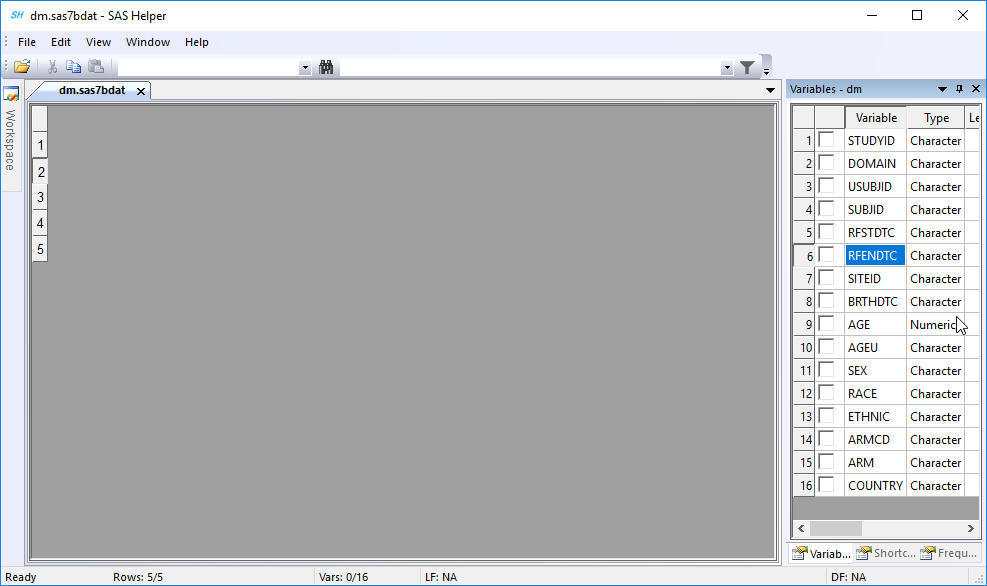 SH dm.sas7bdat - SAS Helper
File Edit View Window Help
dm.sas7bdat
Workspace
1
2
3
4
5
Variables - dm
Variable Type Le
1 STUDYID Character
2 DOMAIN Character
3 USUBJID Character
4 SUBJID Character
5 RFSTDTC Character
6 RFENDTC Character
7 SITEID Character
8 BRTHDTC Character
9 AGE Numeric
10 AGEU Character
11 SEX Character
12 RACE Character
13 ETHNIC Character
14 ARMCD Character
15 ARM Character
16 COUNTRY Character
Variab... Shortc... Frequ...
Ready Rows: 5/5 Vars: 0/16 LF: NA DF: NA